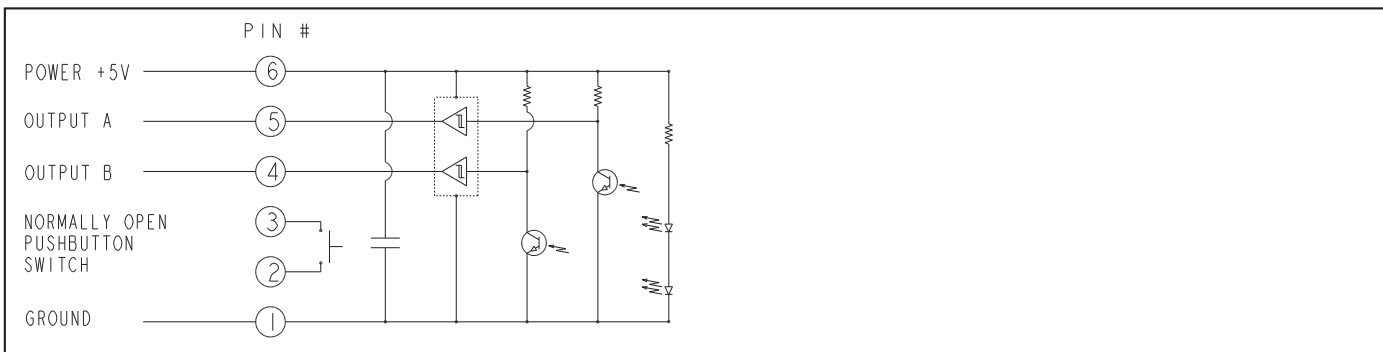 PIN #
POWER +5V 6
OUTPUT A 5
OUTPUT B 4
NORMALLY OPEN 3
PUSHBUTTON
SWITCH 2
GROUND 1